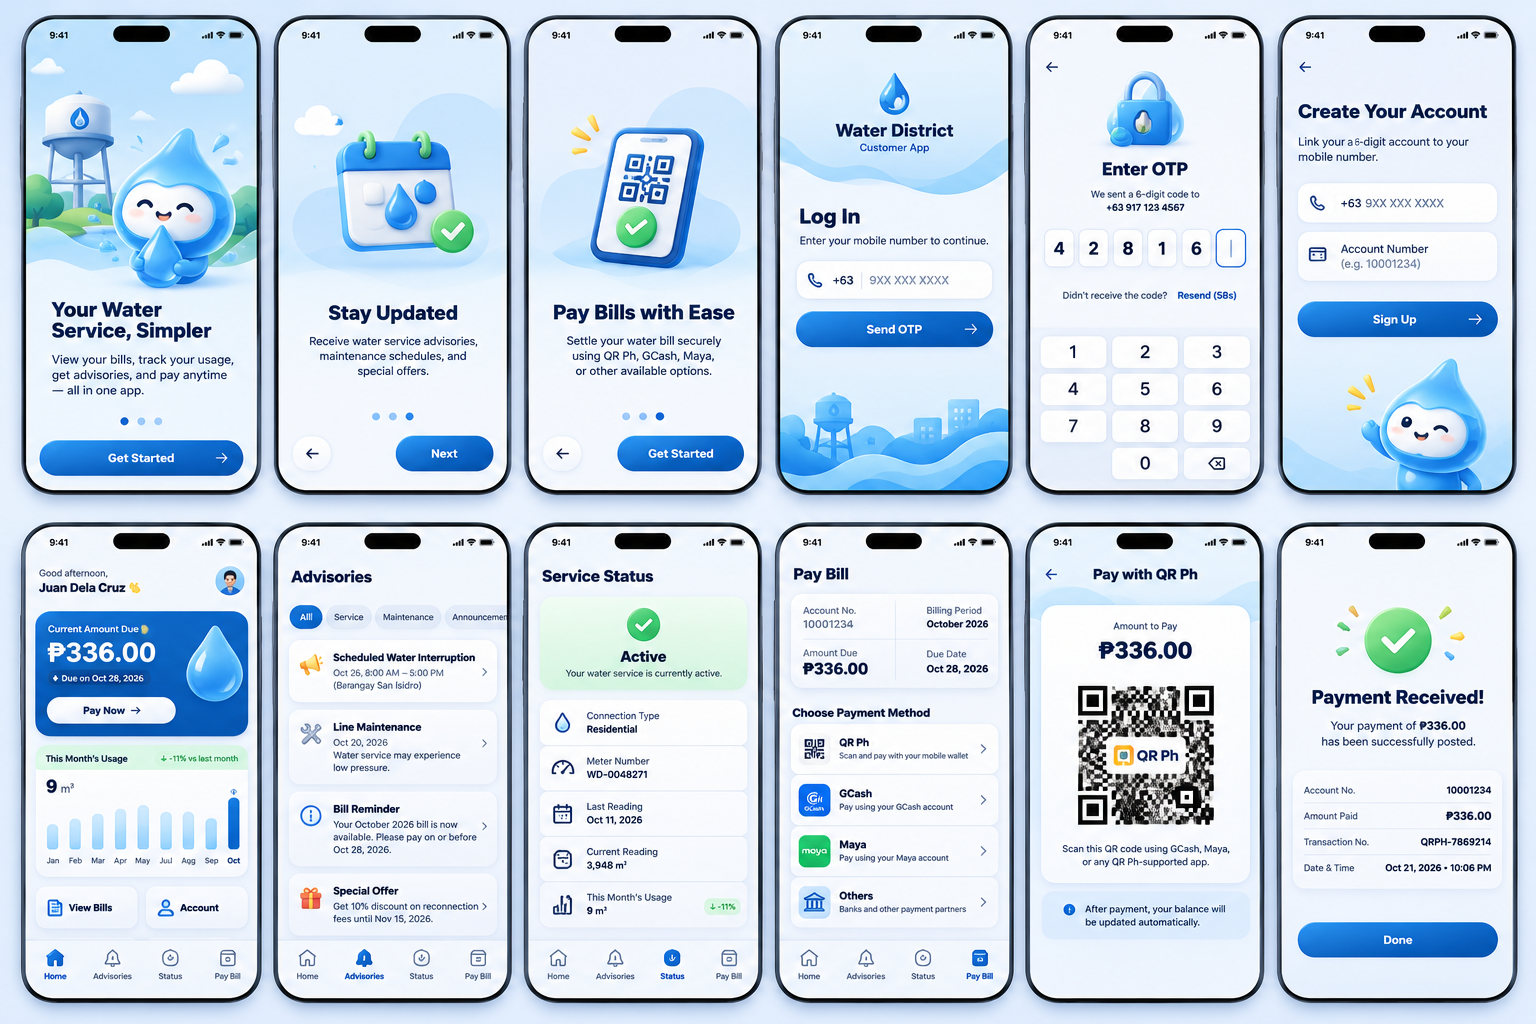 9:41
Your Water
Service, Simpler
View your bills, track your usage,
get advisories, and pay anytime
— all in one app.
Get Started
9:41
Stay Updated
Receive water service advisories,
maintenance schedules, and
special offers.
Next
9:41
Pay Bills with Ease
Settle your water bill securely
using QR Ph, GCash, Maya,
or other available options.
Get Started
9:41
Water District
Customer App
Log In
Enter your mobile number to continue.
+63 9XX XXX XXXX
Send OTP
9:41
Enter OTP
We sent a 6-digit code to
+63 917 123 4567
4 2 8 1 6
Didn't receive the code? Resend (58s)
1 2 3
4 5 6
7 8 9
0
9:41
Create Your Account
Link your a 6-digit account to your
mobile number.
+63 9XX XXX XXXX
Account Number
(e.g. 10001234)
Sign Up
9:41
Good afternoon,
Juan Dela Cruz
Current Amount Due
₱336.00
Due on Oct 28, 2026
Pay Now
This Month's Usage
-11% vs last month
9 m³
Jan Feb Mar Apr May Jul Agg Sep Oct
View Bills
Account
Home Advisories Status Pay Bill
9:41
Advisories
All Service Maintenance Announcemen
Scheduled Water Interruption
Oct 26, 8:00 AM – 5:00 PM
(Berangay San Isidro)
Line Maintenance
Oct 20, 2026
Water service may experience
low pressure.
Bill Reminder
Your October 2026 bill is now
available. Please pay on or before
Oct 28, 2026.
Special Offer
Get 10% discount on reconnection
fees until Nov 15, 2026.
Home Advisories Status Pay Bill
9:41
Service Status
Active
Your water service is currently active.
Connection Type
Residential
Meter Number
WD-0048271
Last Reading
Oct 11, 2026
Current Reading
3,948 m³
This Month's Usage
9 m³
-11%
Home Advisories Status Pay Bill
9:41
Pay Bill
Account No.
10001234
Billing Period
October 2026
Amount Due
₱336.00
Due Date
Oct 28, 2026
Choose Payment Method
QR Ph
Scan and pay with your mobile wallet
GCash
Pay using your GCash account
maya
Maya
Pay using your Maya account
Others
Banks and other payment partners
Home Advisories Status Pay Bill
9:41
Pay with QR Ph
Amount to Pay
₱336.00
QR Ph
Scan this QR code using GCash, Maya,
or any QR Ph-supported app.
After payment, your balance will
be updated automatically.
9:41
Payment Received!
Your payment of ₱336.00
has been successfully posted.
Account No. 10001234
Amount Paid ₱336.00
Transaction No. QRPH-7869214
Date & Time Oct 21, 2026 • 10:06 PM
Done